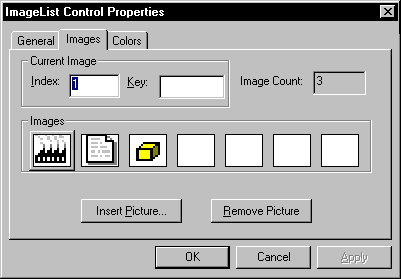 ImageList Control Properties
General Images Colors
Current Image
Index: 1 Key: Image Count: 3
Images
Insert Picture... Remove Picture
OK Cancel Apply